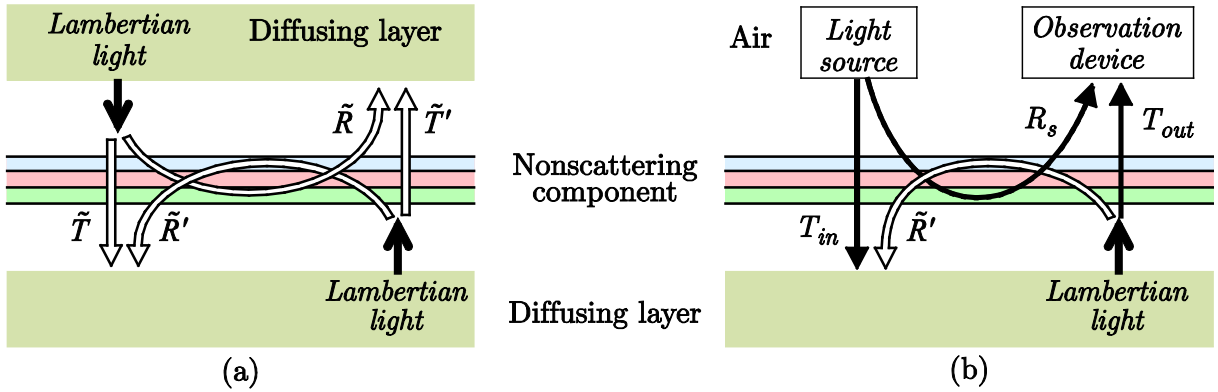 Lambertian
light
Diffusing layer
R̃
T̃'
T̃
R̃'
Lambertian
light
(a)
Nonscattering
component
Diffusing layer
Air
Light
source
Observation
device
R_s
T_out
T_in
R̃'
Lambertian
light
(b)